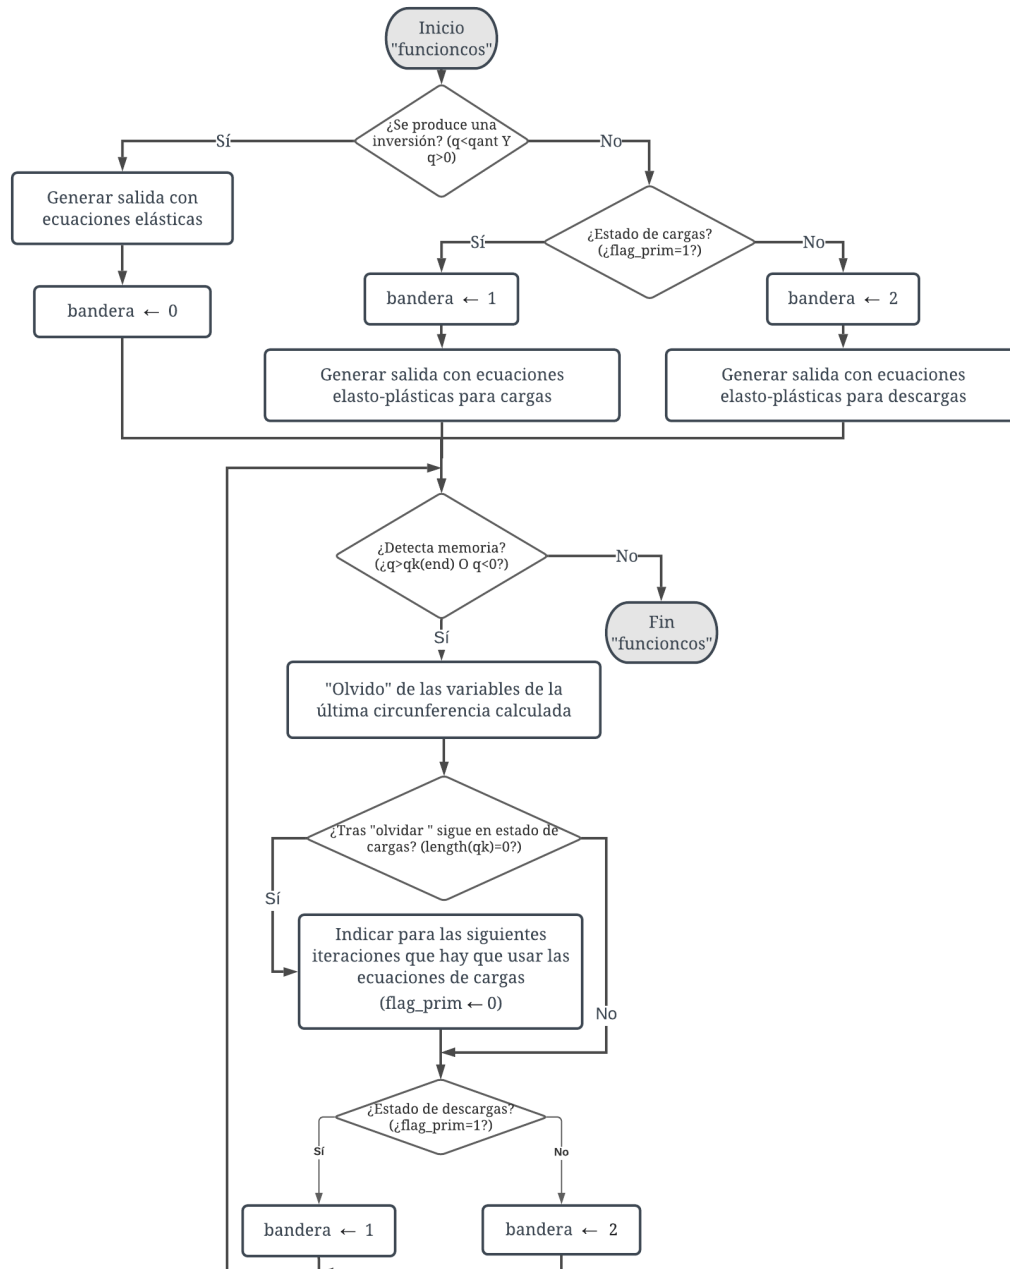 Inicio
"funcioncos"
¿Se produce una
inversión? (q<qant Y
q>0)
Sí
No
Generar salida con
ecuaciones elásticas
¿Estado de cargas?
(¿flag_prim=1?)
Sí
No
bandera ← 0
bandera ← 1
bandera ← 2
Generar salida con ecuaciones
elasto-plásticas para cargas
Generar salida con ecuaciones
elasto-plásticas para descargas
¿Detecta memoria?
(¿q>qk(end) O q<0?)
No
Sí
Fin
"funcioncos"
"Olvido" de las variables de la
última circunferencia calculada
¿Tras "olvidar " sigue en estado de
cargas? (length(qk)=0?)
Sí
Indicar para las siguientes
iteraciones que hay que usar las
ecuaciones de cargas
(flag_prim ← 0)
No
¿Estado de descargas?
(¿flag_prim=1?)
Sí
No
bandera ← 1
bandera ← 2